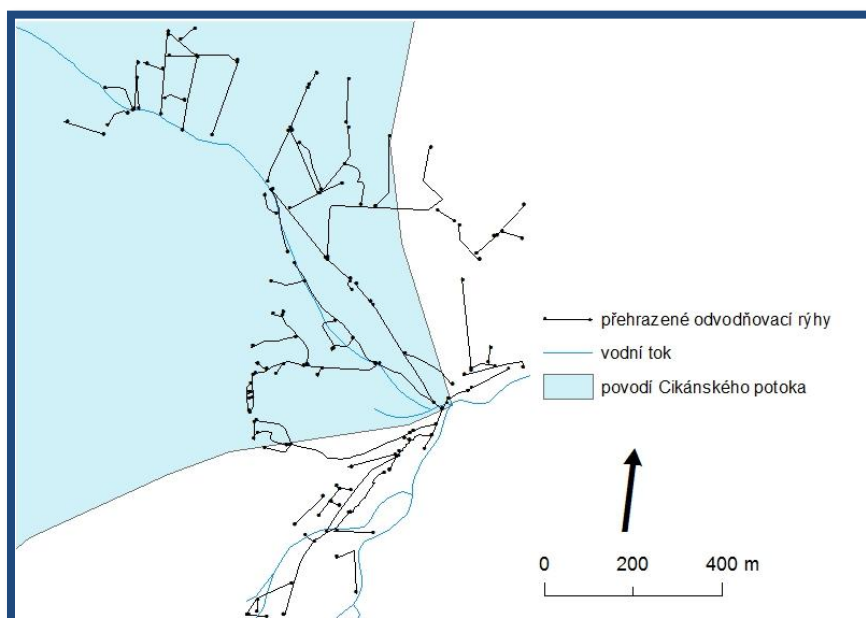 přehrazené odvodňovací rýhy
vodní tok
povodí Cikánského potoka
0 200 400 m